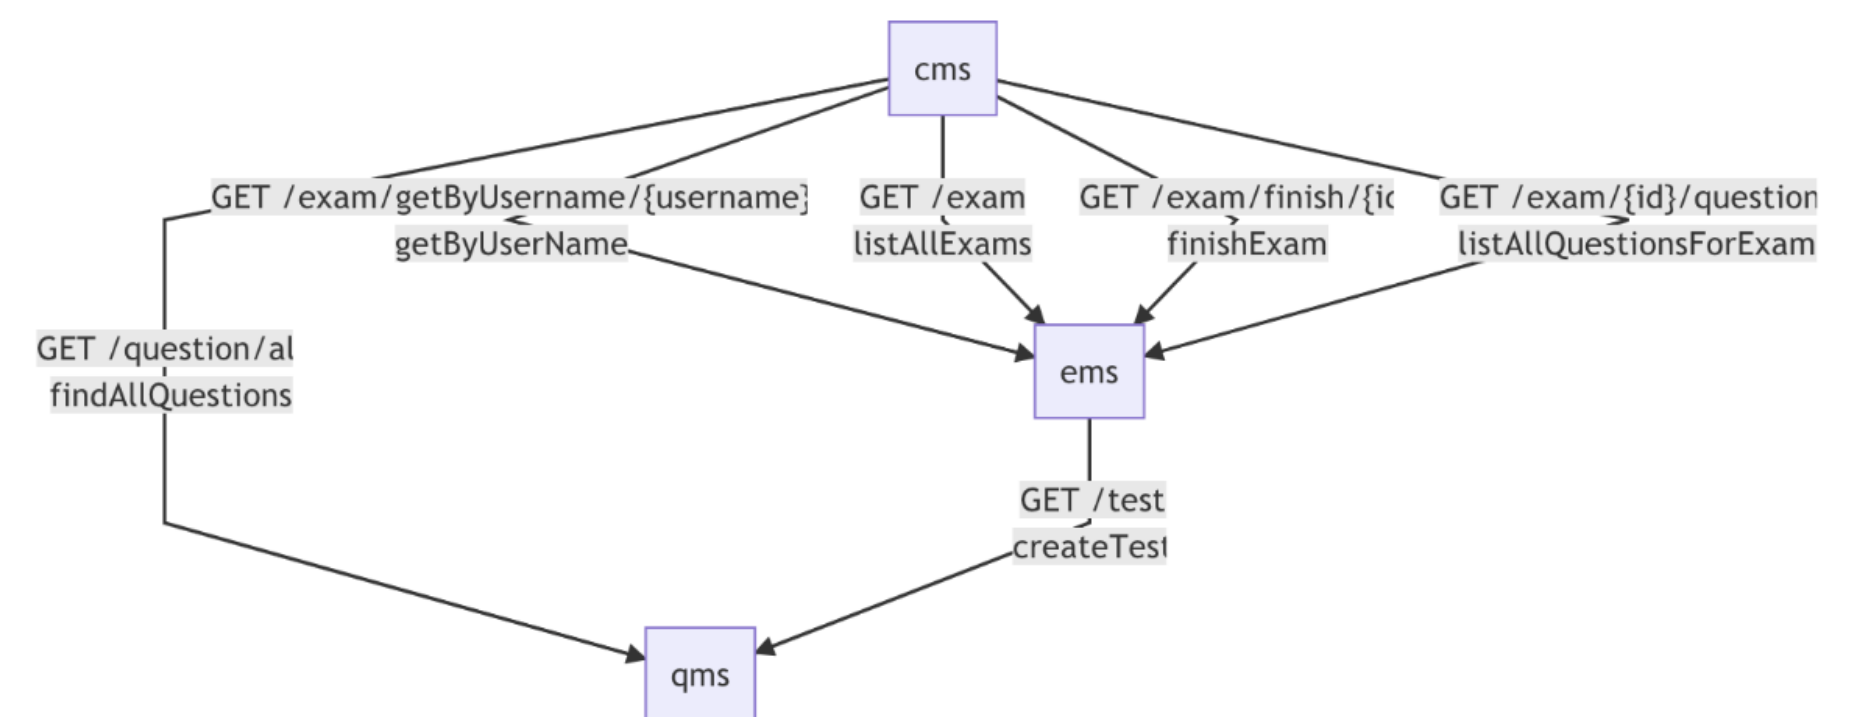 cms
GET /exam/getByUsername/{username}
getByUserName
GET /exam
listAllExams
GET /exam/finish/{id
finishExam
GET /exam/{id}/question
listAllQuestionsForExam
GET /question/al
findAllQuestions
ems
GET /test
createTest
qms